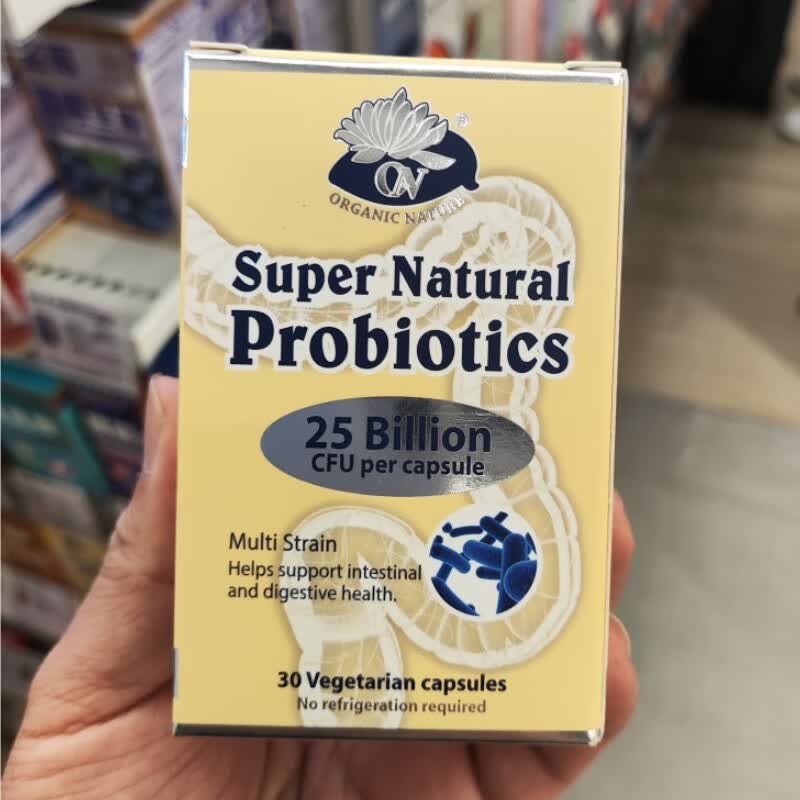 ®
ON
ORGANIC NATURE
Super Natural
Probiotics
25 Billion
CFU per capsule
Multi Strain
Helps support intestinal
and digestive health.
30 Vegetarian capsules
No refrigeration required